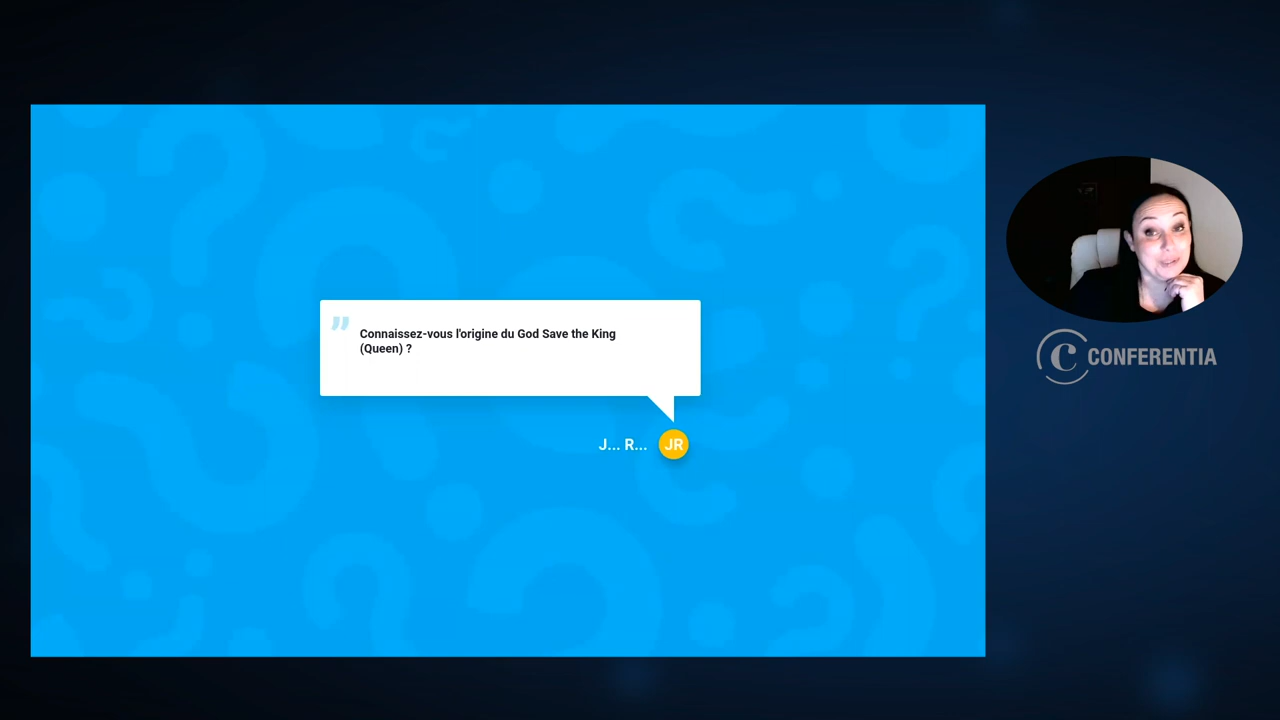 Connaissez-vous l'origine du God Save the King
(Queen) ?
J... R... JR
C CONFERENTIA